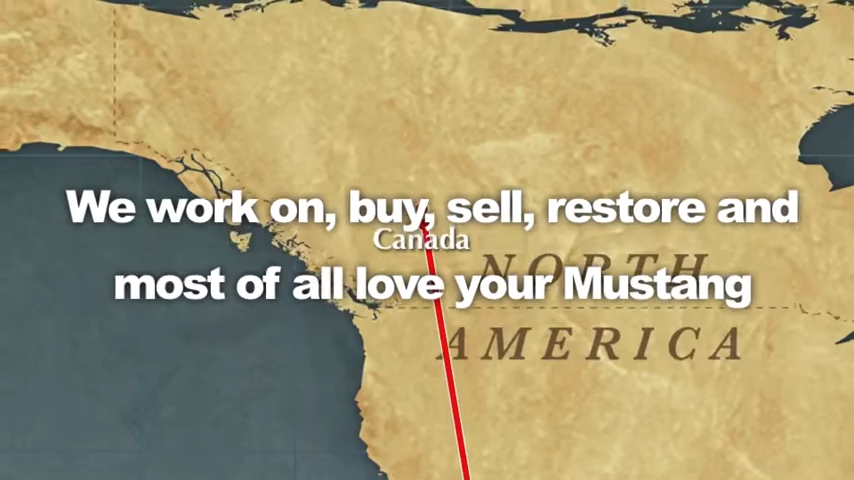 We work on, buy, sell, restore and
Canada
most of all love your Mustang
NORTH
AMERICA